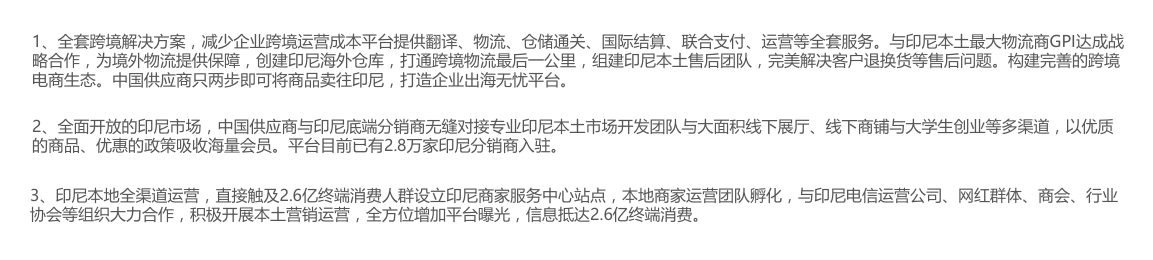 1、全套跨境解决方案，减少企业跨境运营成本平台提供翻译、物流、仓储通关、国际结算、联合支付、运营等全套服务。与印尼本土最大物流商GPI达成战
略合作，为境外物流提供保障，创建印尼海外仓库，打通跨境物流最后一公里，组建印尼本土售后团队，完美解决客户退换货等售后问题。构建完善的跨境
电商生态。中国供应商只两步即可将商品卖往印尼，打造企业出海无忧平台。
2、全面开放的印尼市场，中国供应商与印尼底端分销商无缝对接专业印尼本土市场开发团队与大面积线下展厅、线下商铺与大学生创业等多渠道，以优质
的商品、优惠的政策吸收海量会员。平台目前已有2.8万家印尼分销商入驻。
3、印尼本地全渠道运营，直接触及2.6亿终端消费人群设立印尼商家服务中心站点，本地商家运营团队孵化，与印尼电信运营公司、网红群体、商会、行业
协会等组织大力合作，积极开展本土营销运营，全方位增加平台曝光，信息抵达2.6亿终端消费。